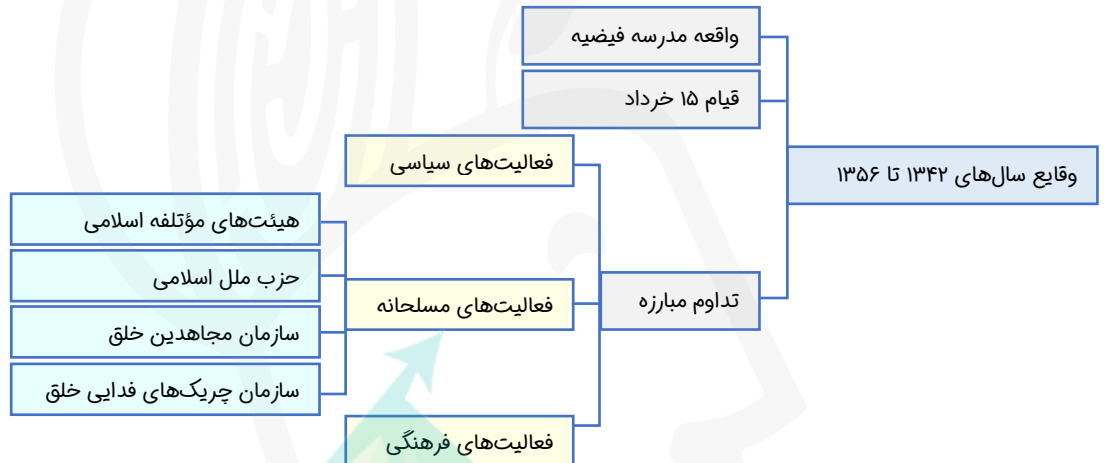 وقایع سال‌های ۱۳۴۲ تا ۱۳۵۶
واقعه مدرسه فیضیه
قیام ۱۵ خرداد
تداوم مبارزه
فعالیت‌های سیاسی
فعالیت‌های مسلحانه
هیئت‌های مؤتلفه اسلامی
حزب ملل اسلامی
سازمان مجاهدین خلق
سازمان چریک‌های فدایی خلق
فعالیت‌های فرهنگی